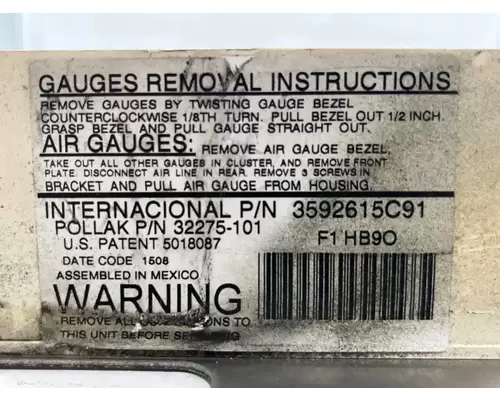 GAUGES REMOVAL INSTRUCTIONS
REMOVE GAUGES BY TWISTING GAUGE BEZEL
COUNTERCLOCKWISE 1/8TH TURN. PULL BEZEL OUT 1/2 INCH.
GRASP BEZEL AND PULL GAUGE STRAIGHT OUT.
AIR GAUGES: REMOVE AIR GAUGE BEZEL,
TAKE OUT ALL OTHER GAUGES IN CLUSTER, AND REMOVE FRONT
PLATE. DISCONNECT AIR LINE IN REAR. REMOVE 3 SCREWS IN
BRACKET AND PULL AIR GAUGE FROM HOUSING.
INTERNACIONAL P/N 3592615C91
POLLAK P/N 32275-101
U.S. PATENT 5018087
F1HB9O
DATE CODE 1508
ASSEMBLED IN MEXICO
WARNING
REMOVE ALL TO
THIS UNIT BEFORE